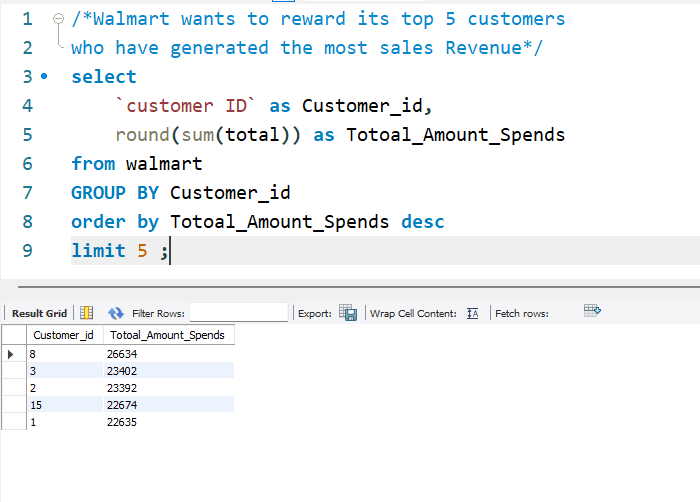 1 /*Walmart wants to reward its top 5 customers
2 who have generated the most sales Revenue*/
3 select
4 `customer ID` as Customer_id,
5 round(sum(total)) as Totoal_Amount_Spends
6 from walmart
7 GROUP BY Customer_id
8 order by Totoal_Amount_Spends desc
9 limit 5 ;
Result Grid Filter Rows: Export: Wrap Cell Content: Fetch rows:
Customer_id Totoal_Amount_Spends
8 26634
3 23402
2 23392
15 22674
1 22635